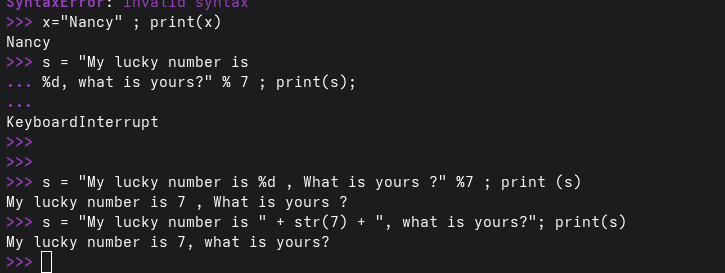 SyntaxError: invalid syntax
>>> x="Nancy" ; print(x)
Nancy
>>> s = "My lucky number is
... %d, what is yours?" % 7 ; print(s);
...
KeyboardInterrupt
>>>
>>>
>>> s = "My lucky number is %d , What is yours ?" %7 ; print (s)
My lucky number is 7 , What is yours ?
>>> s = "My lucky number is " + str(7) + ", what is yours?"; print(s)
My lucky number is 7, what is yours?
>>>